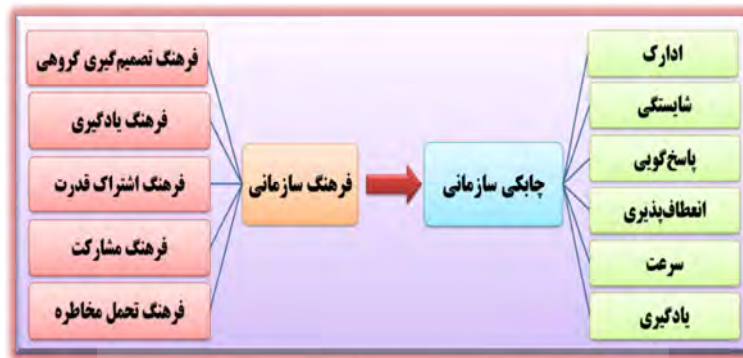 فرهنگ تصمیم‌گیری گروهی
فرهنگ یادگیری
فرهنگ اشتراک قدرت
فرهنگ مشارکت
فرهنگ تحمل مخاطره
فرهنگ سازمانی
چابکی سازمانی
ادارک
شایستگی
پاسخ‌گویی
انعطاف‌پذیری
سرعت
یادگیری